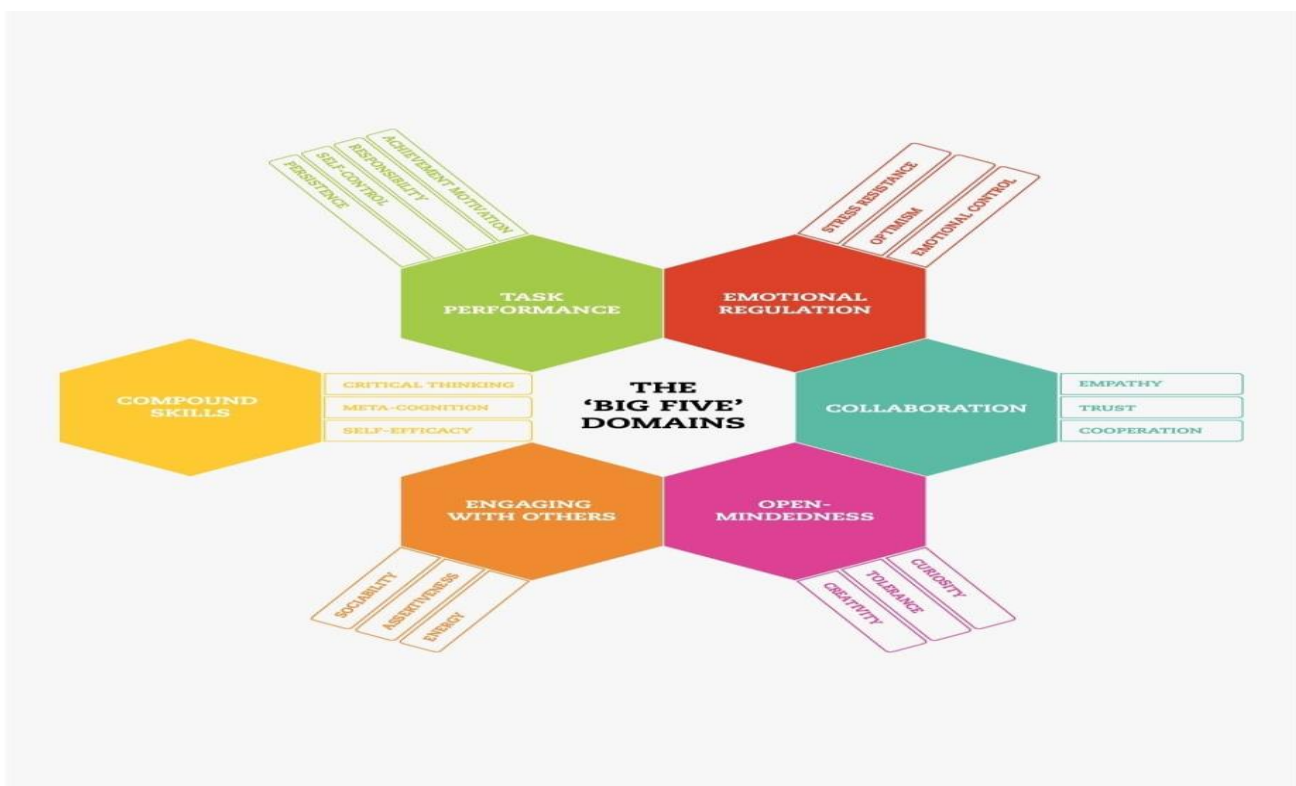 ACHIEVEMENT MOTIVATION
RESPONSIBILITY
SELF-CONTROL
PERSISTENCE
STRESS RESISTANCE
OPTIMISM
EMOTIONAL CONTROL
TASK
PERFORMANCE
EMOTIONAL
REGULATION
COMPOUND
SKILLS
CRITICAL THINKING
META-COGNITION
SELF-EFFICACY
THE
‘BIG FIVE’
DOMAINS
COLLABORATION
EMPATHY
TRUST
COOPERATION
ENGAGING
WITH OTHERS
OPEN-
MINDEDNESS
SOCIABILITY
ASSERTIVENESS
ENERGY
CURIOSITY
TOLERANCE
CREATIVITY